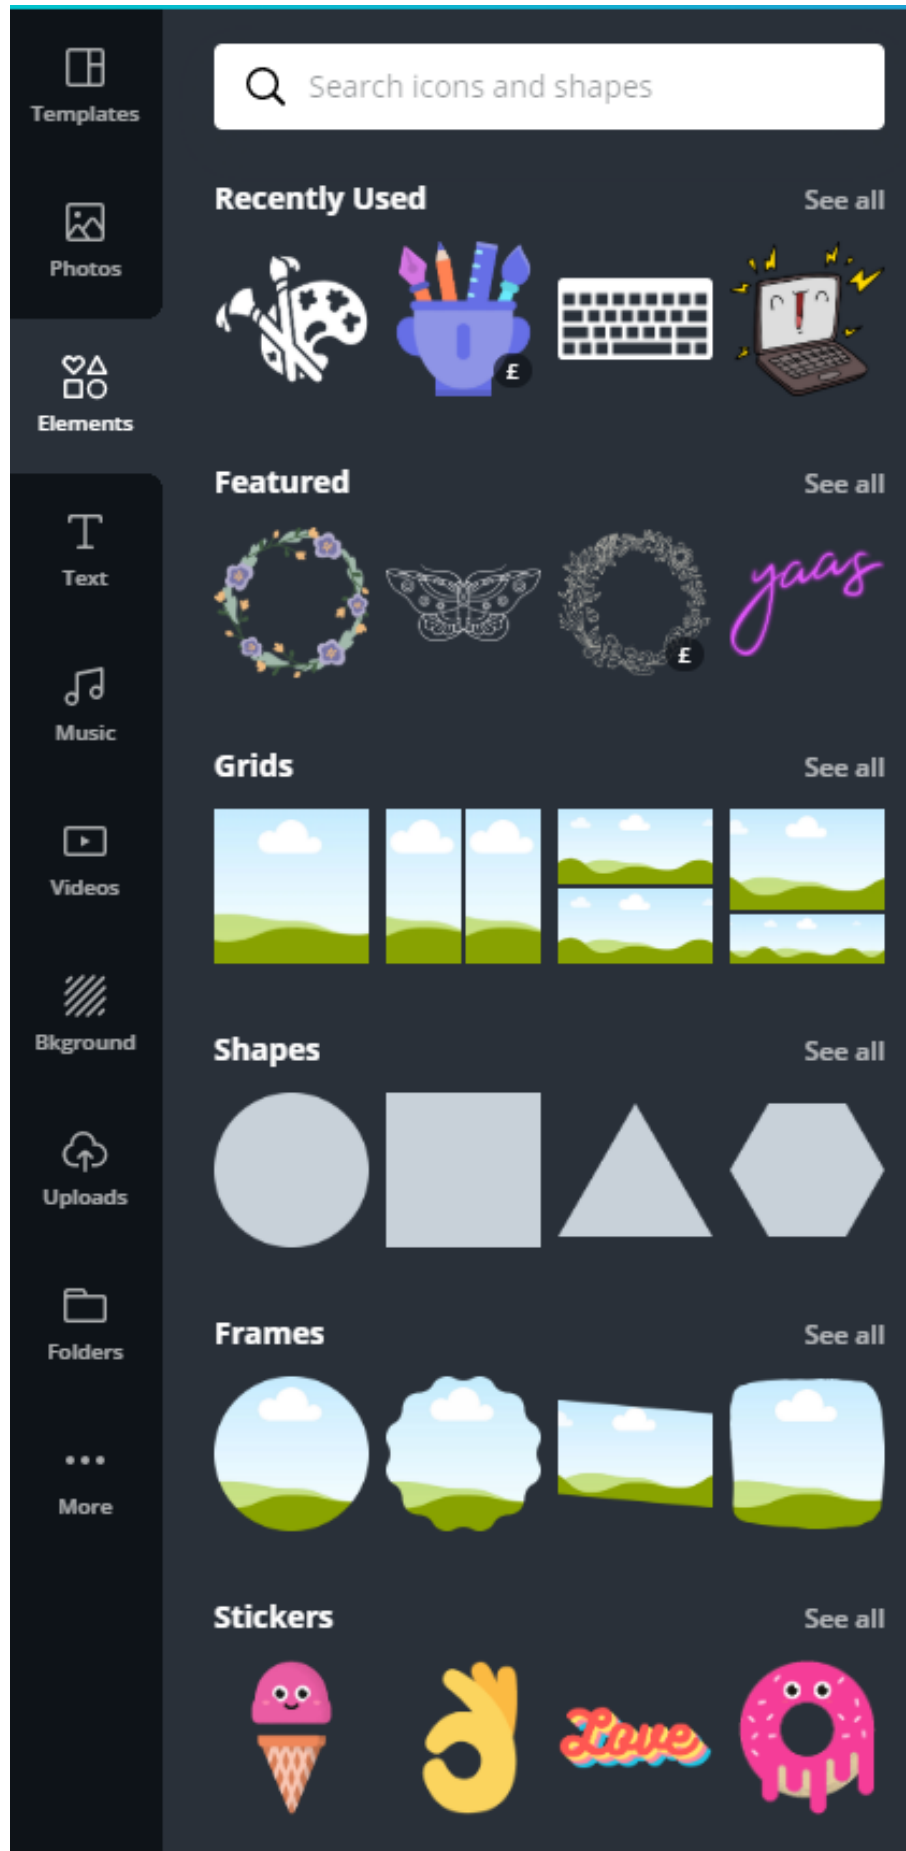 Templates
Photos
Elements
Text
Music
Videos
Bkground
Uploads
Folders
More
Search icons and shapes
Recently Used
See all
£
Featured
See all
yaas
£
Grids
See all
Shapes
See all
Frames
See all
Stickers
See all
Love